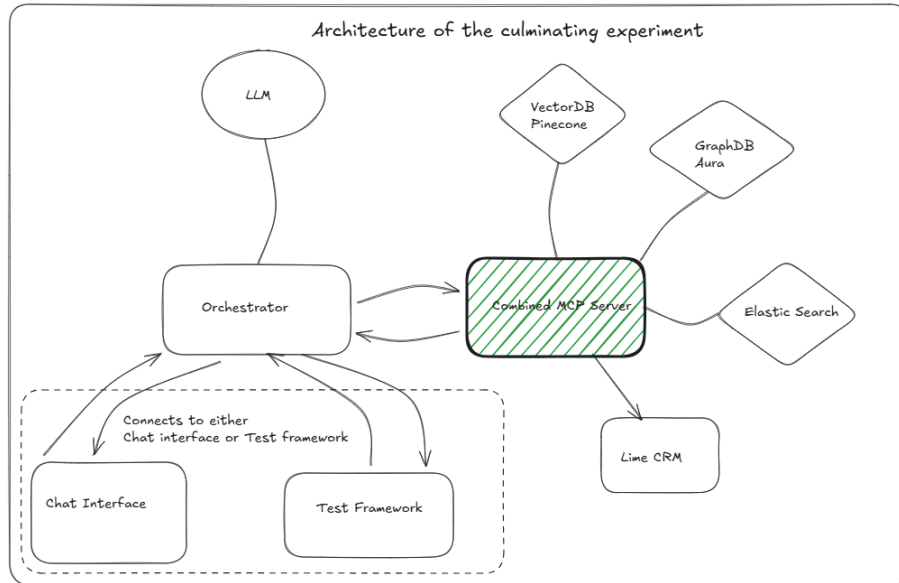 Architecture of the culminating experiment
LLM
VectorDB
Pinecone
GraphDB
Aura
Orchestrator
Combined MCP Server
Elastic Search
Connects to either
Chat interface or Test framework
Lime CRM
Chat Interface
Test Framework